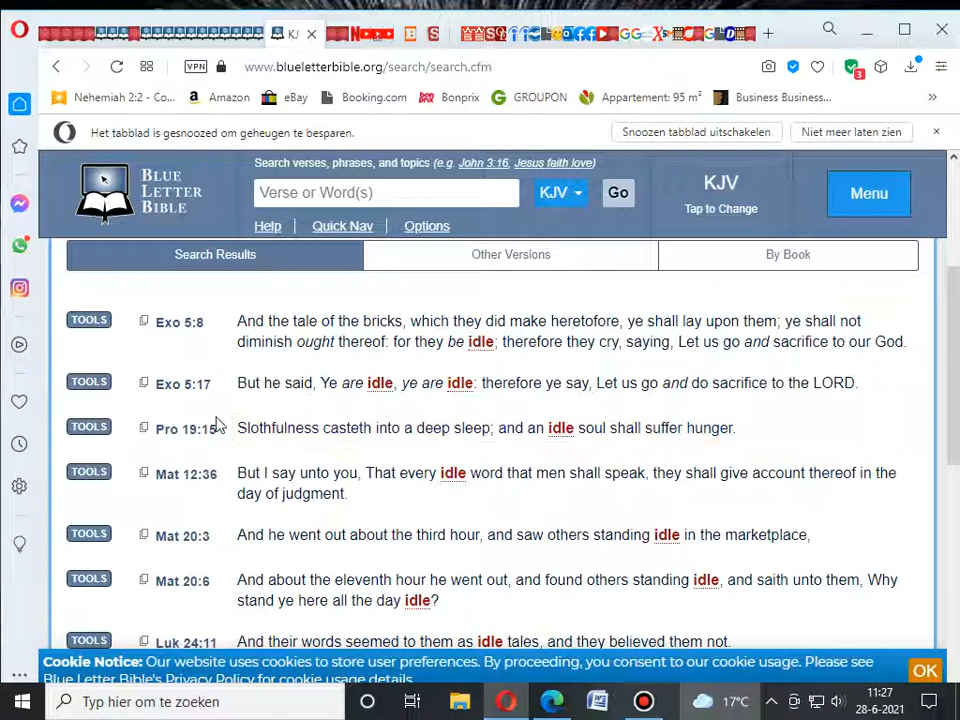 KJ
www.blueletterbible.org/search/search.cfm
VPN
3
Nehemiah 2:2 - Co...
Amazon
eBay
Booking.com
bon prix
Bonprix
GROUPON
Appartement: 95 m²
Business Business...
Het tabblad is gesnoozed om geheugen te besparen.
Snoozen tabblad uitschakelen
Niet meer laten zien
BLUE
LETTER
BIBLE
Search verses, phrases, and topics (e.g. John 3:16, Jesus faith love)
Verse or Word(s)
KJV
Go
Help
Quick Nav
Options
KJV
Tap to Change
Menu
Search Results
Other Versions
By Book
TOOLS Exo 5:8 And the tale of the bricks, which they did make heretofore, ye shall lay upon them; ye shall not
diminish ought thereof: for they be idle; therefore they cry, saying, Let us go and sacrifice to our God.
TOOLS Exo 5:17 But he said, Ye are idle, ye are idle: therefore ye say, Let us go and do sacrifice to the LORD.
TOOLS Pro 19:15 Slothfulness casteth into a deep sleep; and an idle soul shall suffer hunger.
TOOLS Mat 12:36 But I say unto you, That every idle word that men shall speak, they shall give account thereof in the
day of judgment.
TOOLS Mat 20:3 And he went out about the third hour, and saw others standing idle in the marketplace,
TOOLS Mat 20:6 And about the eleventh hour he went out, and found others standing idle, and saith unto them, Why
stand ye here all the day idle?
TOOLS Luk 24:11 And their words seemed to them as idle tales, and they believed them not.
Cookie Notice: Our website uses cookies to store user preferences. By proceeding, you consent to our cookie usage. Please see
Blue Letter Bible's Privacy Policy for cookie usage details.
OK
Typ hier om te zoeken
17°C
11:27
28-6-2021